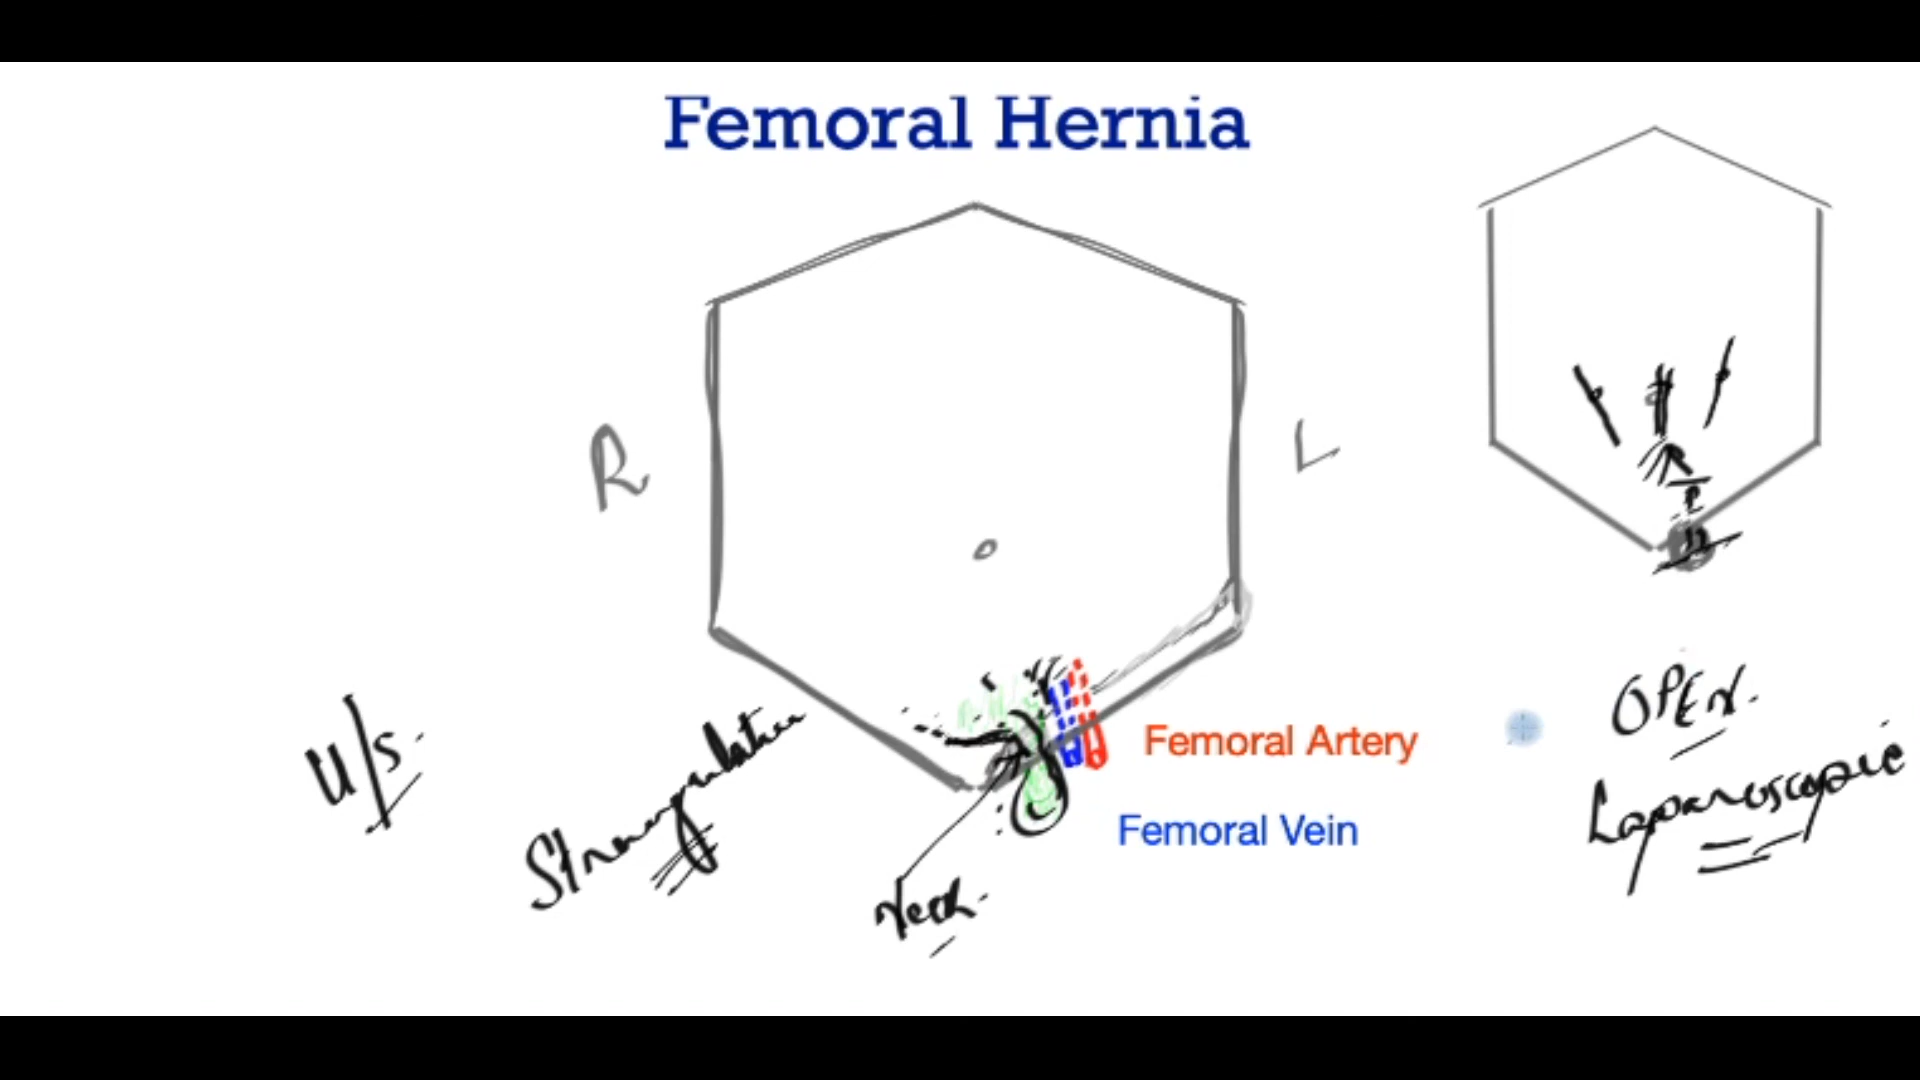 Femoral Hernia
R
L
OPEN.
U/S.
Strangulation
Femoral Artery
Laparoscopic
Femoral Vein
Neck.